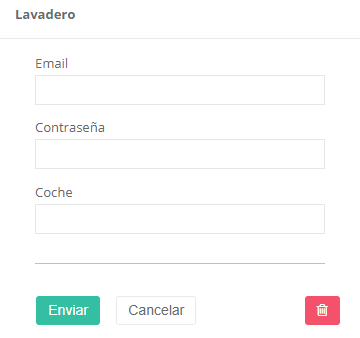 Lavadero
Email
Contraseña
Coche
Enviar Cancelar